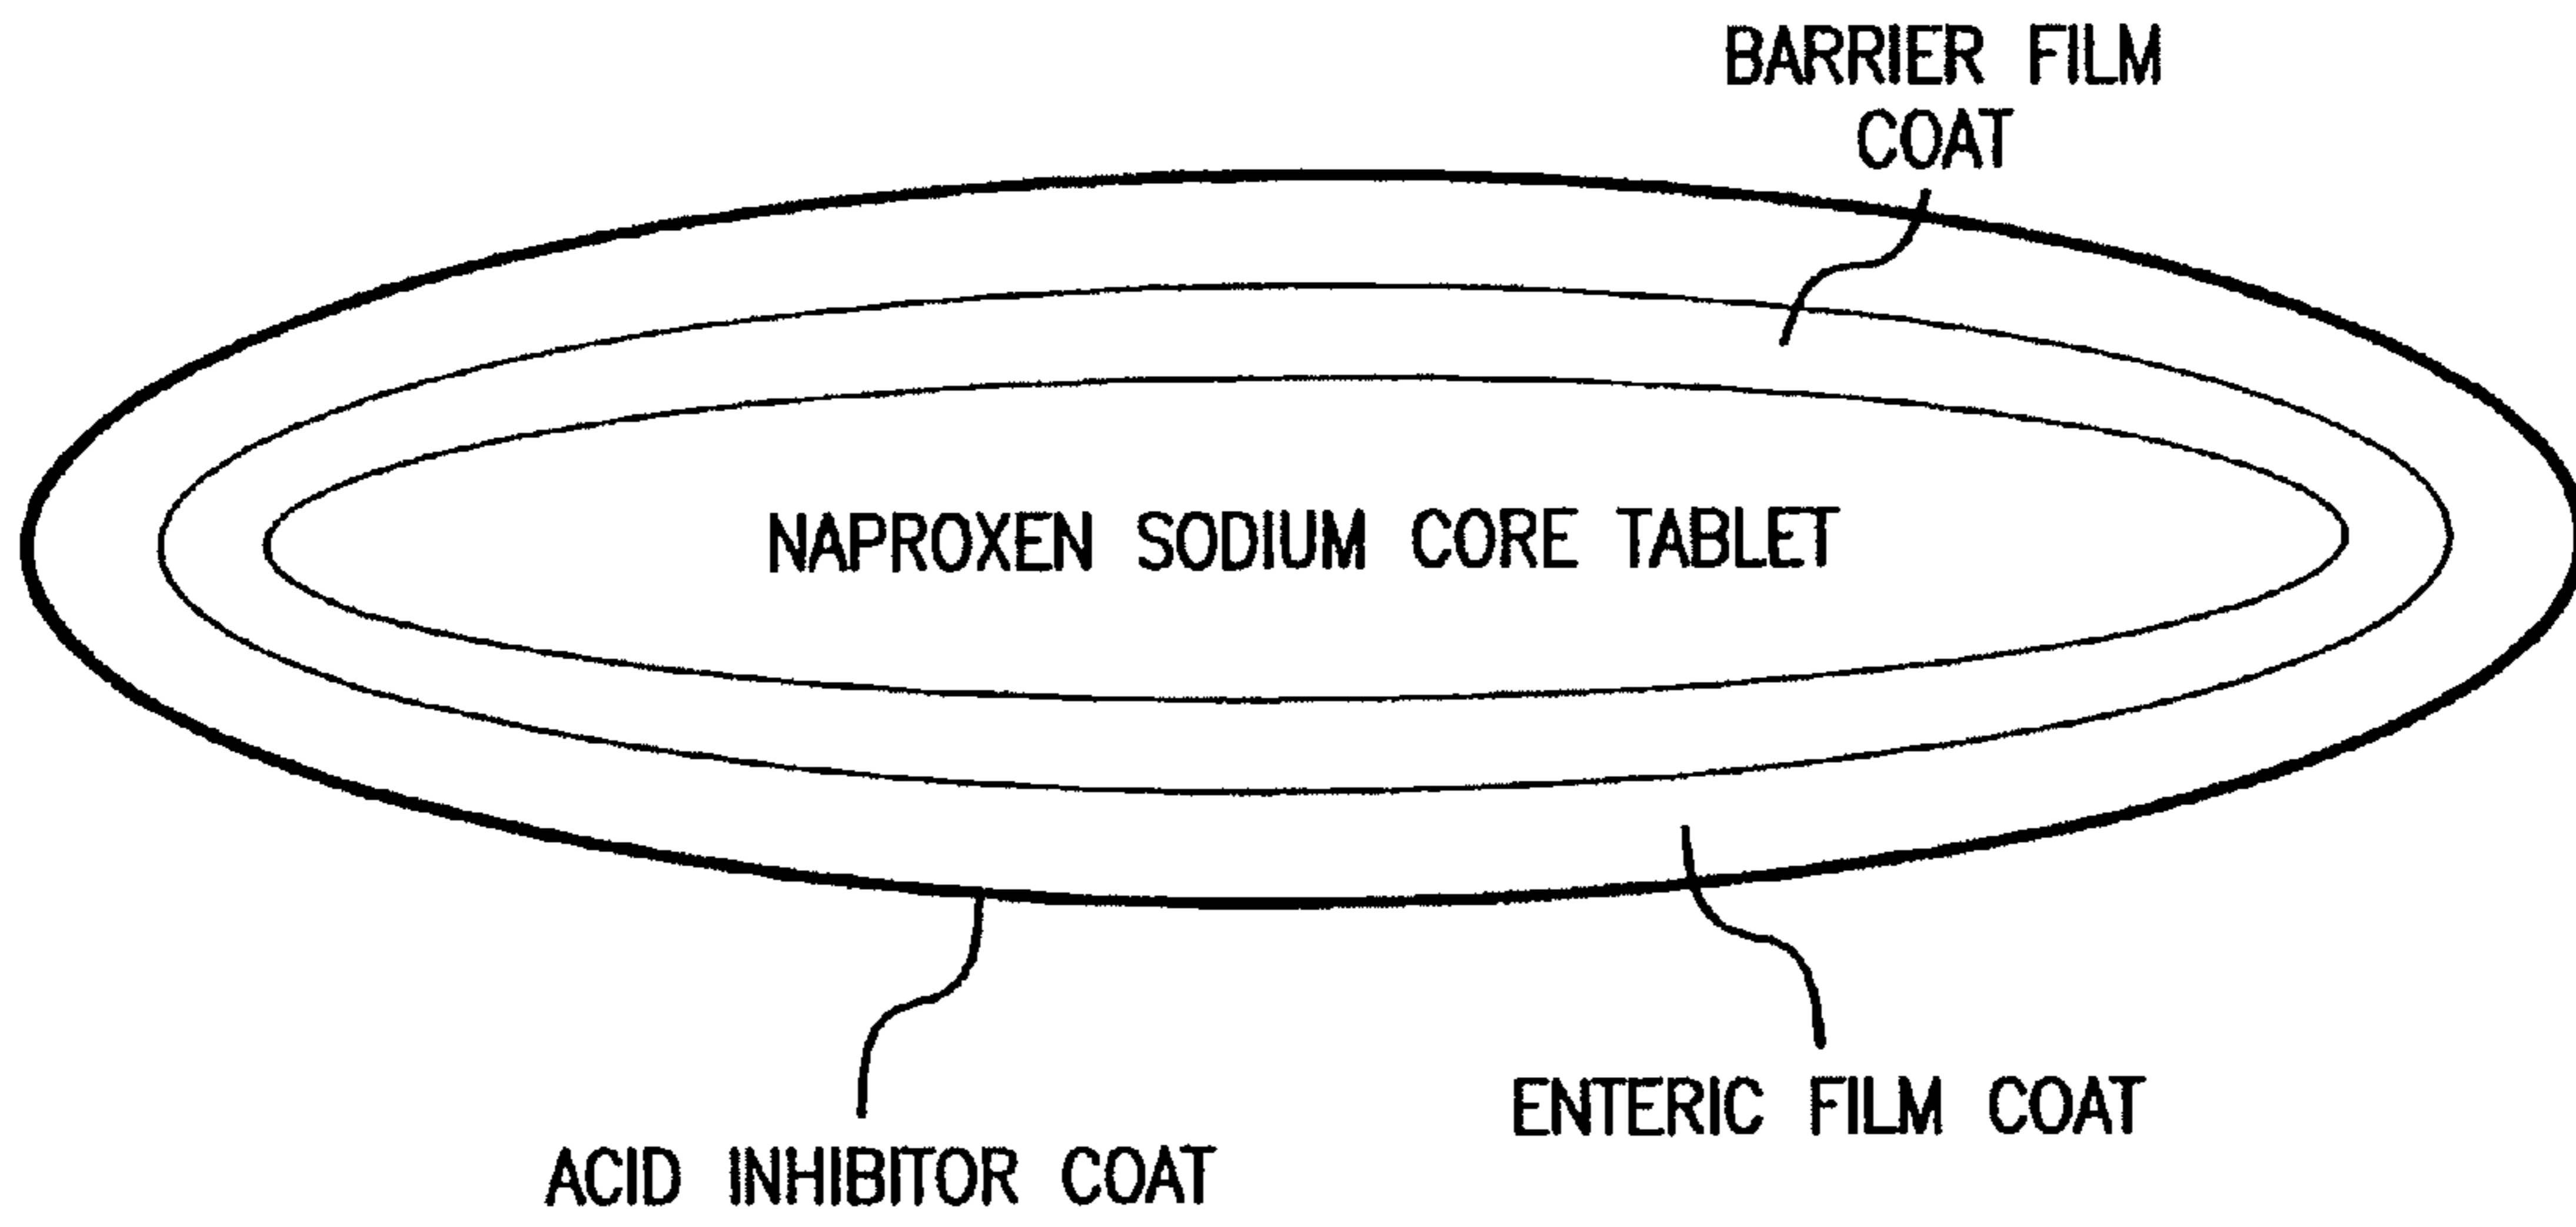 BARRIER FILM
COAT
NAPROXEN SODIUM CORE TABLET
ENTERIC FILM COAT
ACID INHIBITOR COAT